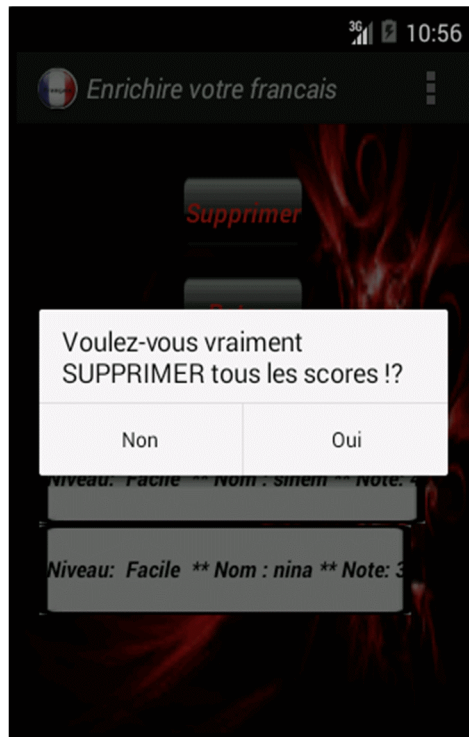 3G 10:56
Enrichire votre francais
Supprimer
Voulez-vous vraiment
SUPPRIMER tous les scores !?
Non Oui
Niveau: Facile ** Nom : sinem ** Note: 4
Niveau: Facile ** Nom : nina ** Note: 3